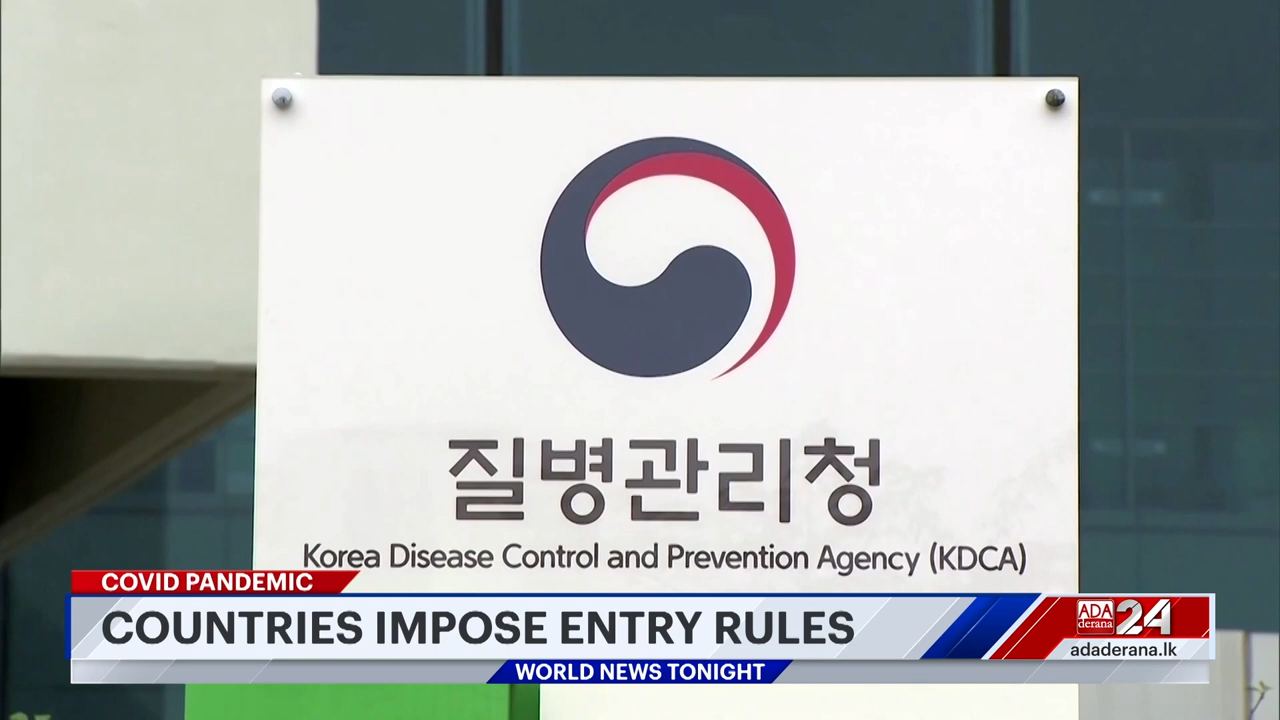 질병관리청
Korea Disease Control and Prevention Agency (KDCA)
COVID PANDEMIC
COUNTRIES IMPOSE ENTRY RULES
ADA
derana
24
adaderana.lk
WORLD NEWS TONIGHT